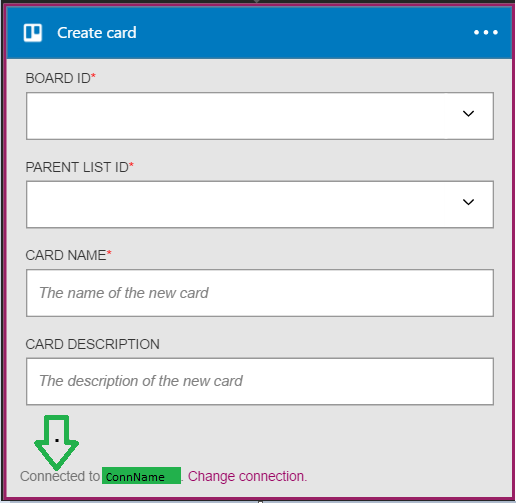 Create card
BOARD ID*
PARENT LIST ID*
CARD NAME*
The name of the new card
CARD DESCRIPTION
The description of the new card
Connected to ConnName . Change connection.